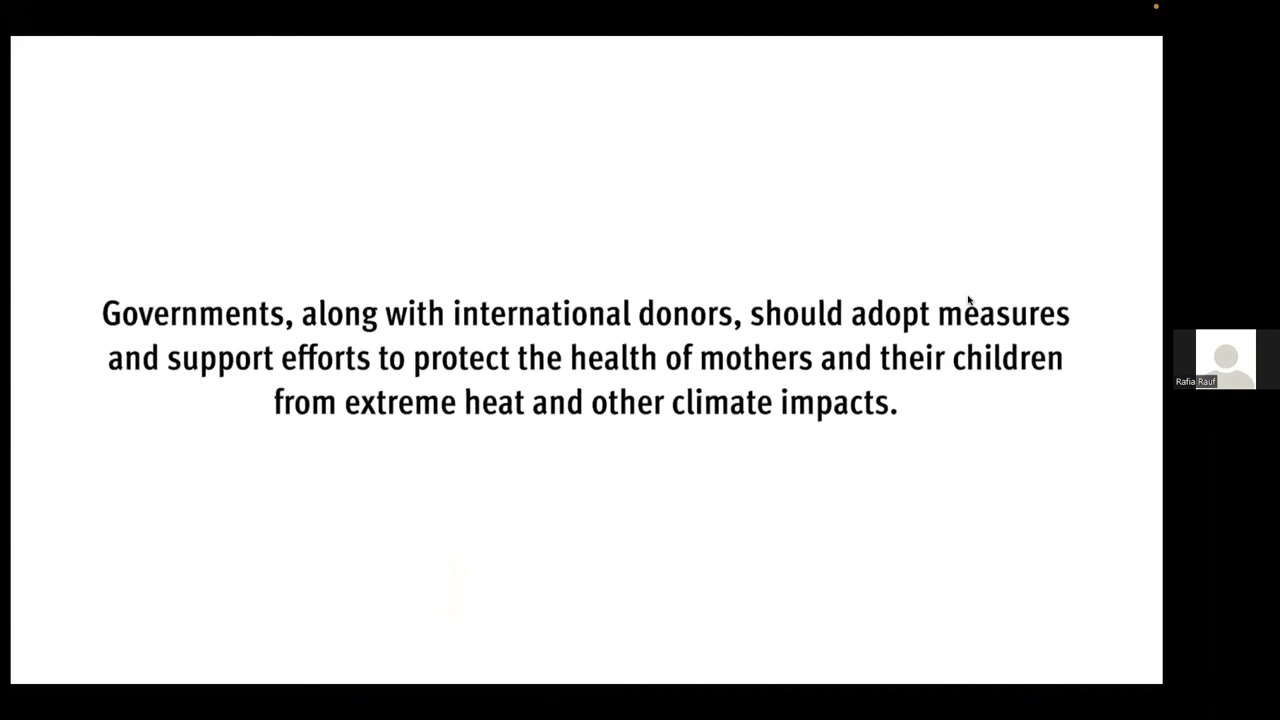 Governments, along with international donors, should adopt measures
and support efforts to protect the health of mothers and their children
from extreme heat and other climate impacts.
Rafia Rauf